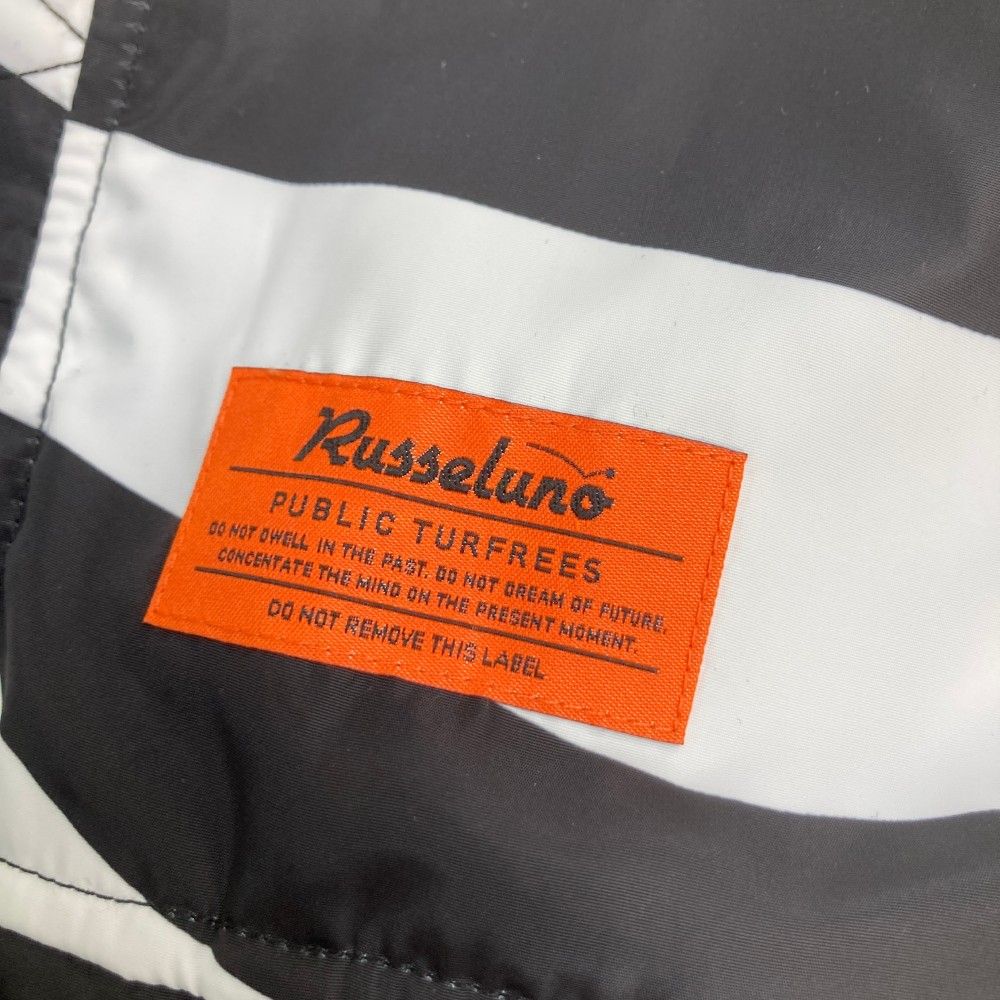 Russeluno
PUBLIC TURFREES
DO NOT DWELL IN THE PAST. DO NOT DREAM OF FUTURE.
CONCENTATE THE MIND ON THE PRESENT MOMENT.
DO NOT REMOVE THIS LABEL